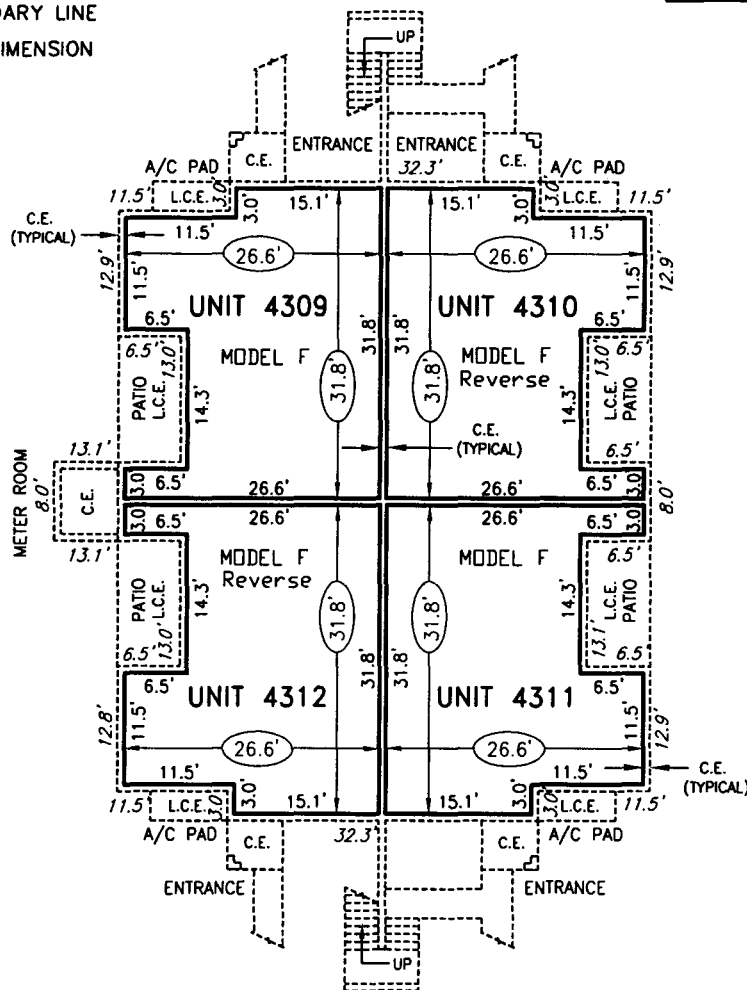 DARY LINE
IMENSION
UP
ENTRANCE ENTRANCE
C.E. 32.3' C.E.
A/C PAD A/C PAD
11.5' L.C.E. 3.0' 15.1' 15.1' 3.0' L.C.E. 11.5'
C.E.
(TYPICAL)
11.5' 3.0' 3.0' 11.5'
12.9' 26.6' 26.6' 12.9'
11.5' 11.5'
UNIT 4309 UNIT 4310
6.5' 31.8' 31.8' 6.5'
6.5' 13.0' MODEL F MODEL F 13.0' 6.5'
Reverse
PATIO L.C.E. 14.3' 31.8' 31.8' 14.3' L.C.E. PATIO
C.E.
(TYPICAL)
13.1' 6.5'
METER ROOM 8.0' C.E. 3.0 6.5' 26.6' 26.6' 6.5' 3.0 8.0'
3.0 6.5' 26.6' 26.6' 6.5' 3.0
13.1' 6.5'
MODEL F MODEL F
Reverse
PATIO L.C.E. 14.3' 31.8' 31.8' 14.3' L.C.E. PATIO
6.5' 13.0' 31.8' 31.8' 13.1' 6.5'
6.5' 6.5'
UNIT 4312 UNIT 4311
12.8' 11.5' 11.5' 12.9'
26.6' 26.6'
C.E.
(TYPICAL)
11.5' 11.5'
11.5 L.C.E. 3.0' 3.0' 15.1' 15.1' 3.0' 3.0' L.C.E. 11.5'
A/C PAD 32.3' A/C PAD
C.E. C.E.
ENTRANCE ENTRANCE
UP